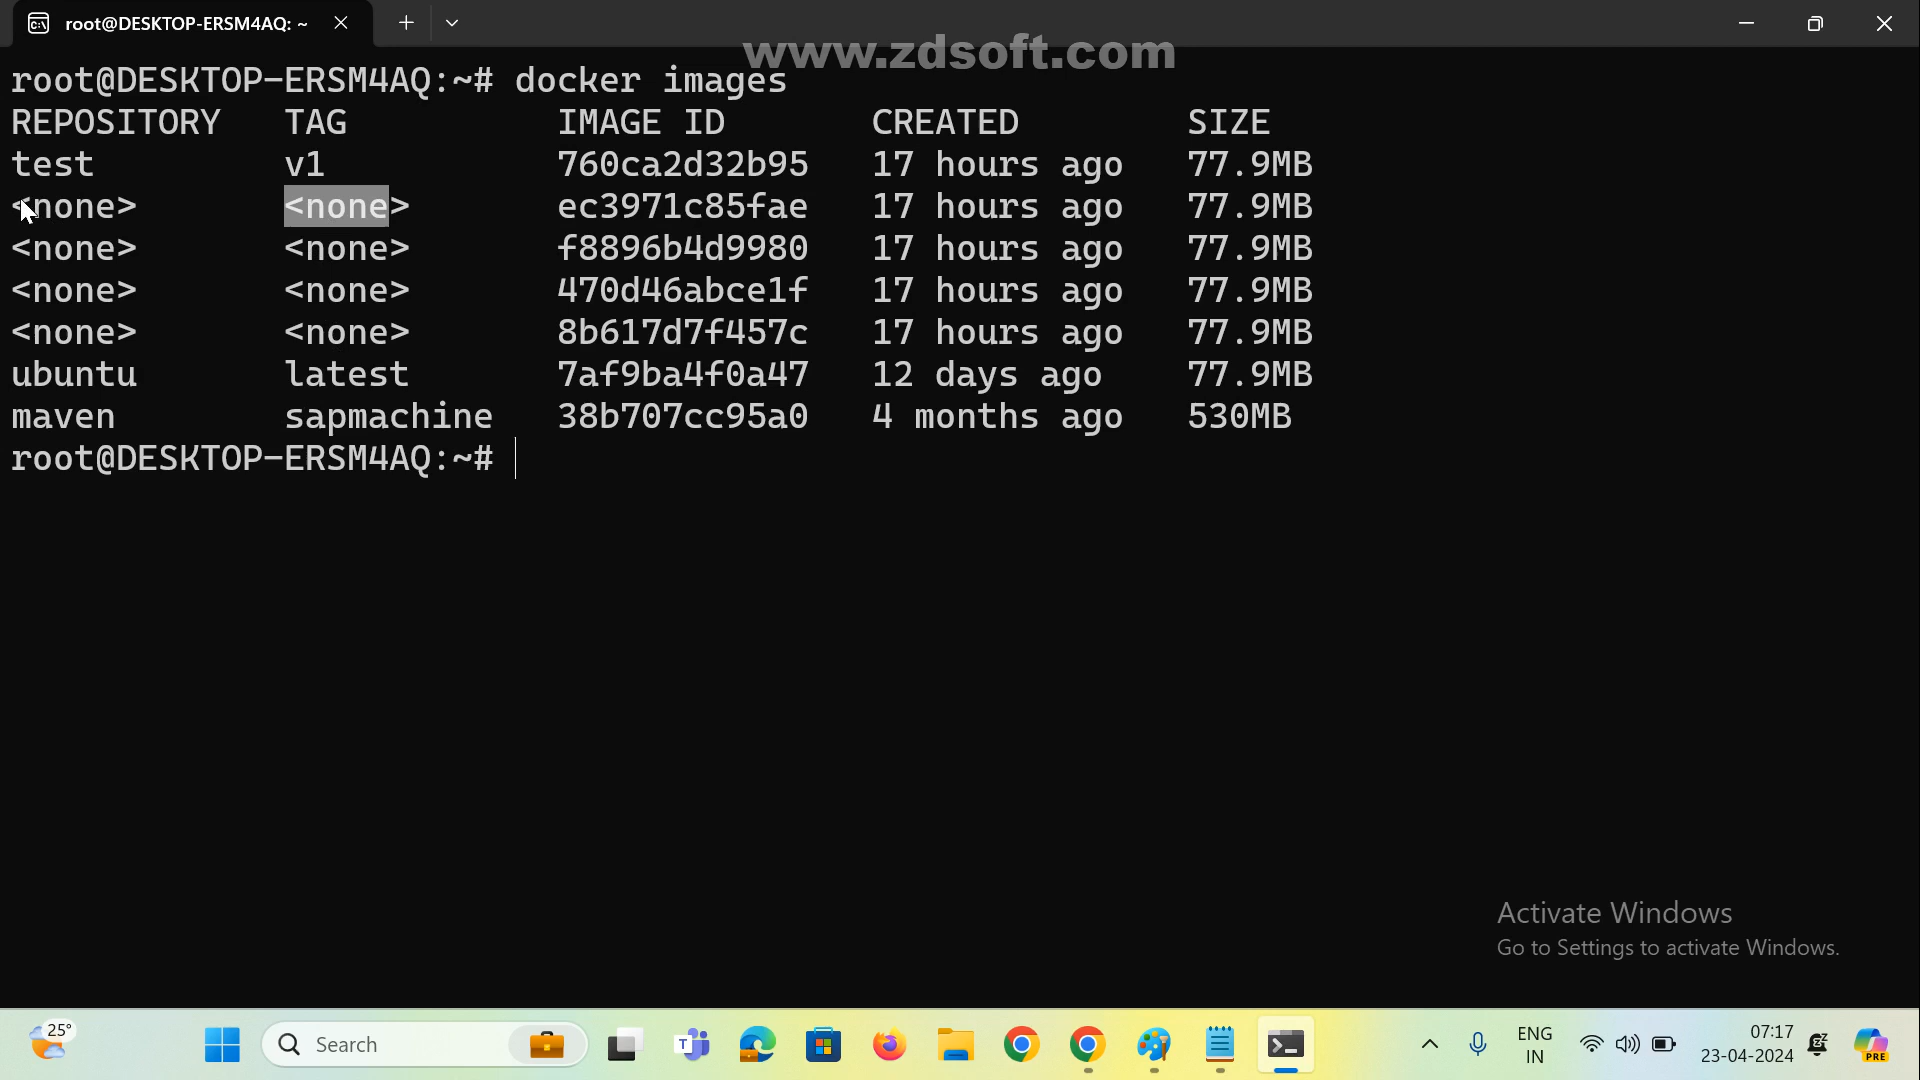 root@DESKTOP-ERSM4AQ: ~
www.zdsoft.com
root@DESKTOP-ERSM4AQ:~# docker images
REPOSITORY TAG IMAGE ID CREATED SIZE
test v1 760ca2d32b95 17 hours ago 77.9MB
<none> <none> ec3971c85fae 17 hours ago 77.9MB
<none> <none> f8896b4d9980 17 hours ago 77.9MB
<none> <none> 470d46abce1f 17 hours ago 77.9MB
<none> <none> 8b617d7f457c 17 hours ago 77.9MB
ubuntu latest 7af9ba4f0a47 12 days ago 77.9MB
maven sapmachine 38b707cc95a0 4 months ago 530MB
root@DESKTOP-ERSM4AQ:~#
Activate Windows
Go to Settings to activate Windows.
25°
Search
ENG
IN
07:17
23-04-2024
PRE